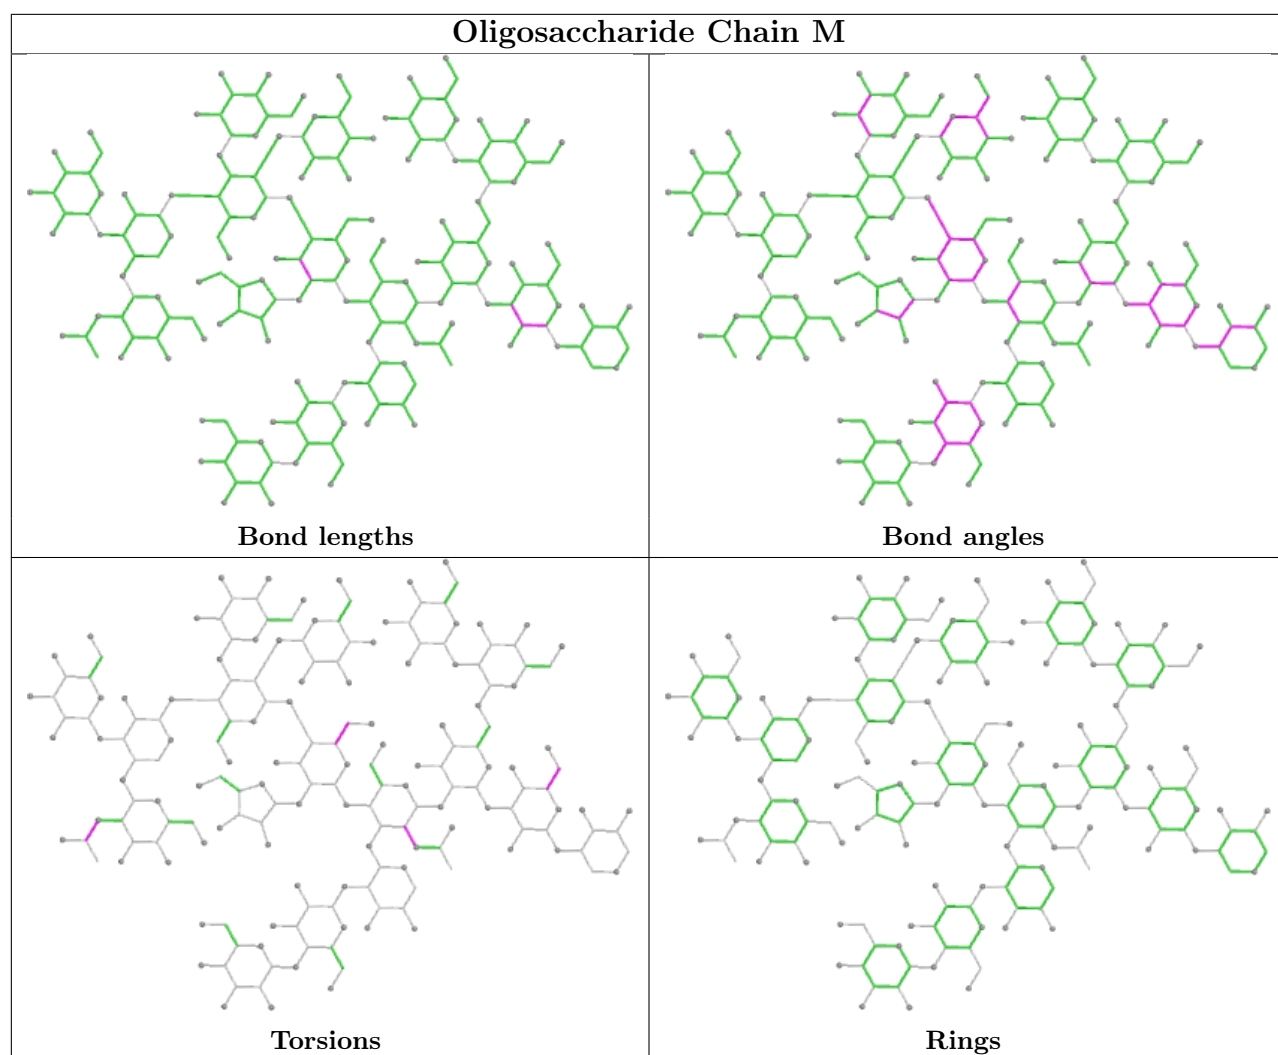 Oligosaccharide Chain M
Bond lengths
Bond angles
Torsions
Rings